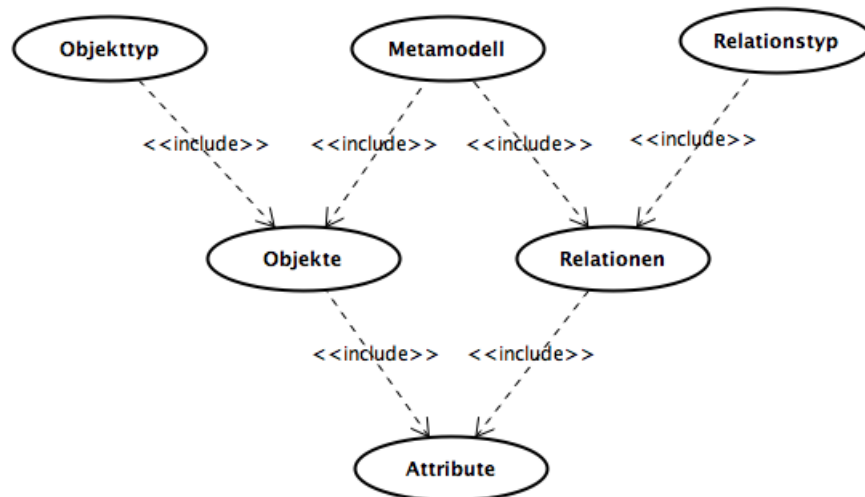 Objekttyp
Metamodell
Relationstyp
<<include>>
<<include>>
<<include>>
<<include>>
Objekte
Relationen
<<include>>
<<include>>
Attribute